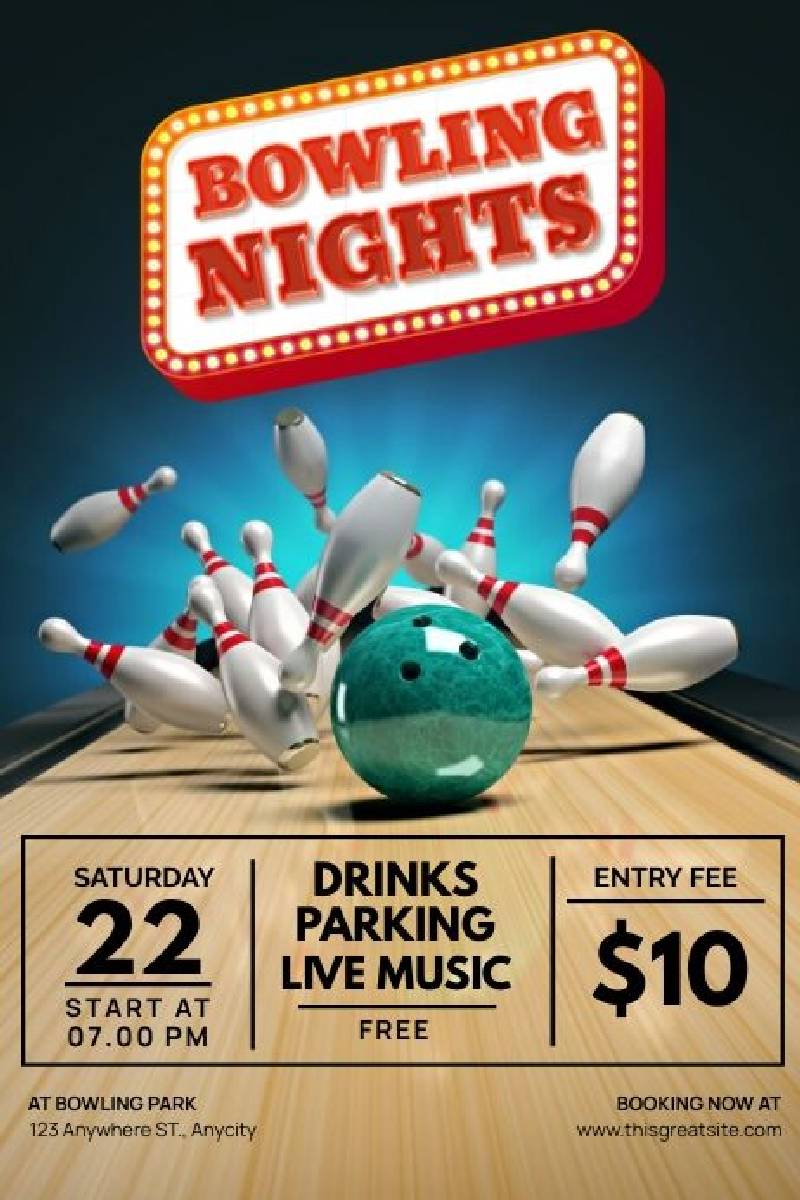 BOWLING
NIGHTS
SATURDAY
22
START AT
07.00 PM
DRINKS
PARKING
LIVE MUSIC
FREE
ENTRY FEE
$10
AT BOWLING PARK
123 Anywhere ST., Anycity
BOOKING NOW AT
www.thisgreatsite.com